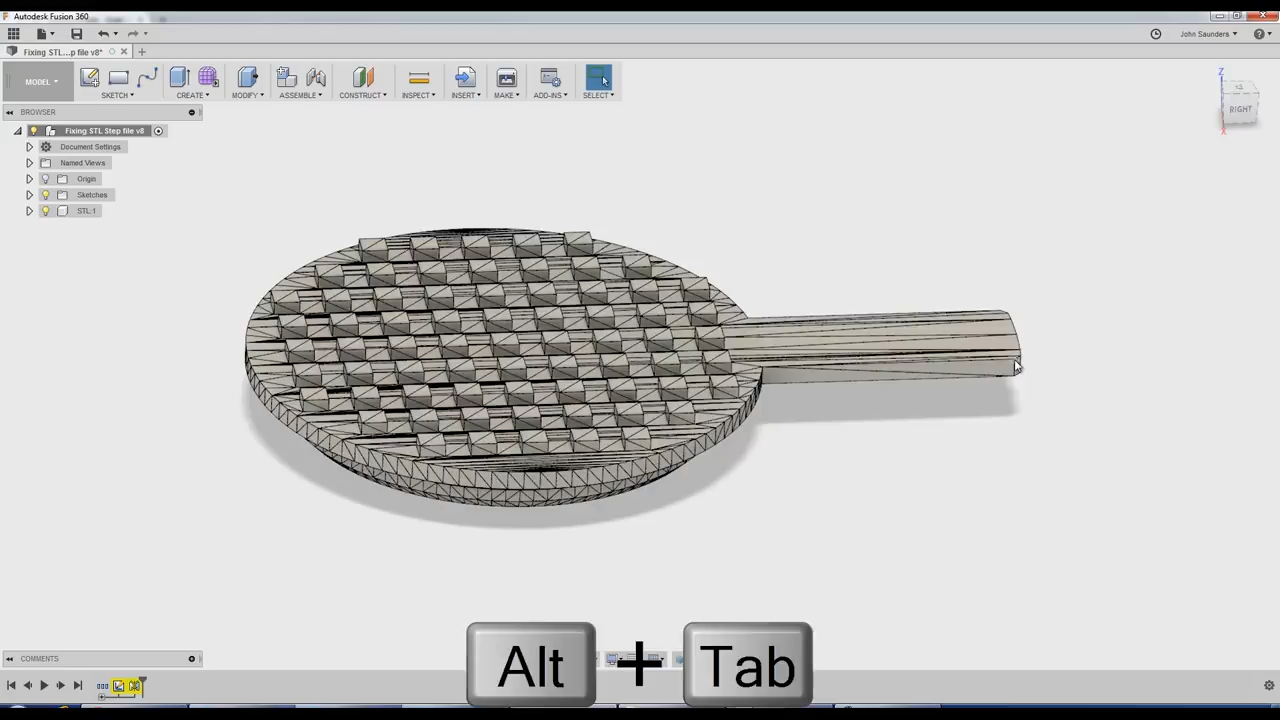 Autodesk Fusion 360
John Saunders
Fixing STL...p file v8*
MODEL
SKETCH
CREATE
MODIFY
ASSEMBLE
CONSTRUCT
INSPECT
INSERT
MAKE
ADD-INS
SELECT
Z
RIGHT
X
BROWSER
Fixing STL Step file v8
Document Settings
Named Views
Origin
Sketches
STL:1
Alt + Tab
COMMENTS